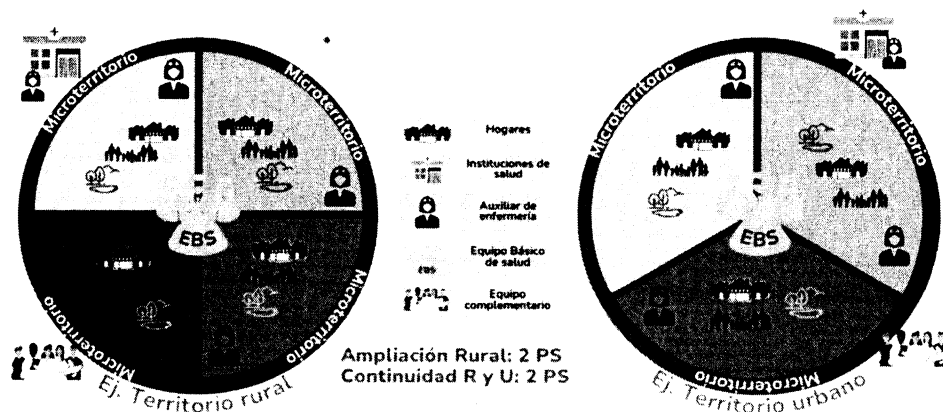 Microterritorio
Microterritorio
Microterritorio
Microterritorio
EBS
Ej. Territorio rural
Hogares
Instituciones de
salud
Auxiliar de
enfermería
EBS
Equipo Básico
de salud
Equipo
complementario
Ampliación Rural: 2 PS
Continuidad R y U: 2 PS
Microterritorio
Microterritorio
Microterritorio
EBS
Ej. Territorio urbano